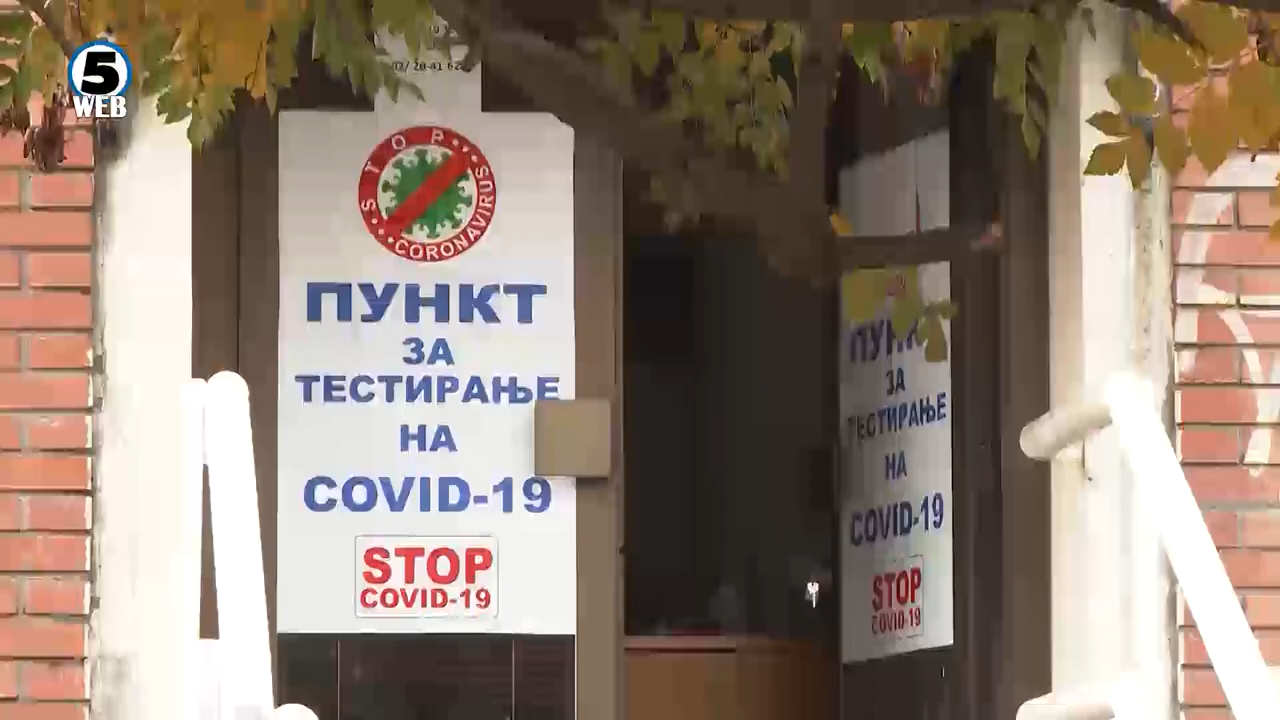 5
WEB
STOP
CORONAVIRUS
ПУНКТ
ЗА
ТЕСТИРАЊЕ
НА
COVID-19
STOP
COVID-19
ПУНКТ
ЗА
ТЕСТИРАЊЕ
НА
COVID-19
STOP
COVID-19